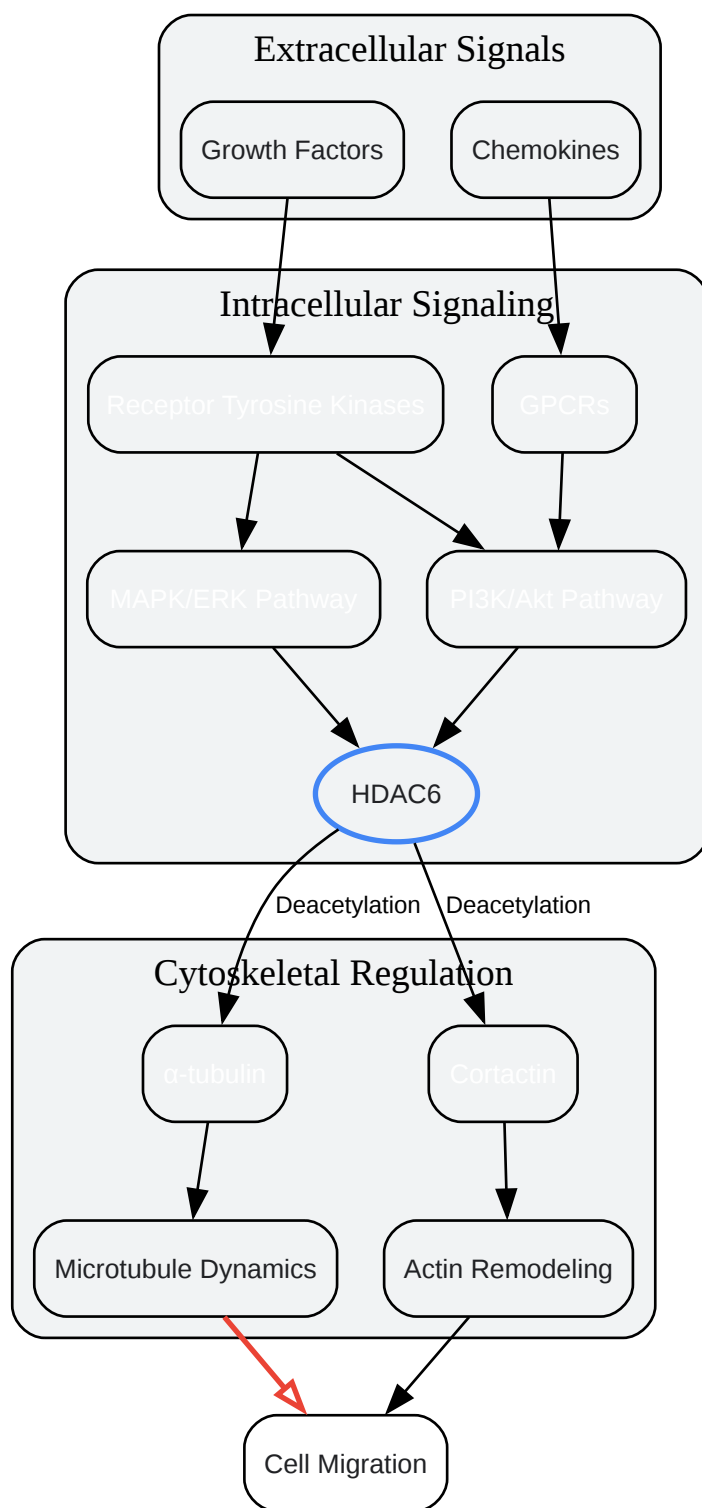 Extracellular Signals
Growth Factors
Chemokines
Intracellular Signaling
Receptor Tyrosine Kinases
GPCRs
MAPK/ERK Pathway
PI3K/Akt Pathway
HDAC6
Deacetylation
Deacetylation
Cytoskeletal Regulation
α-tubulin
Cortactin
Microtubule Dynamics
Actin Remodeling
Cell Migration